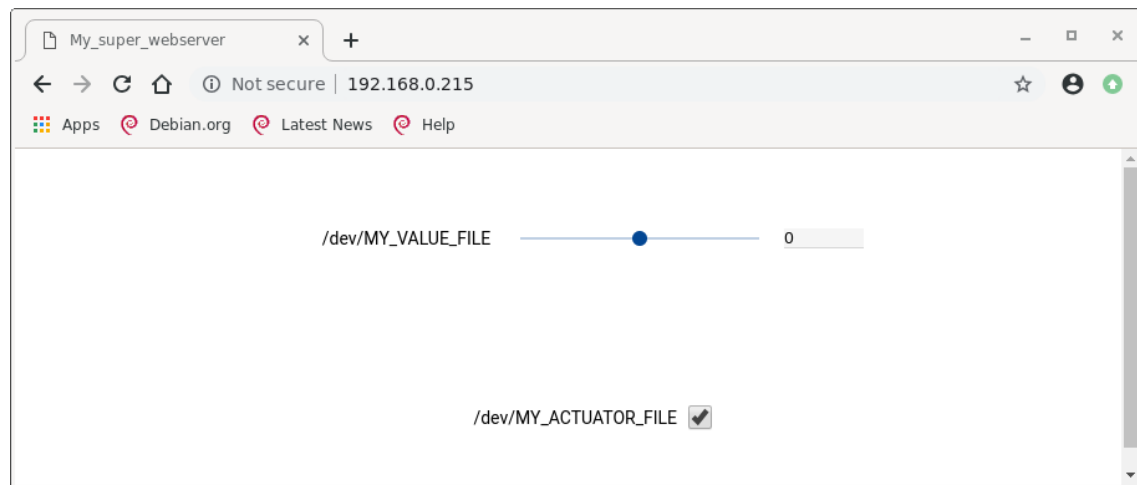 My_super_webserver
Not secure | 192.168.0.215
Apps Debian.org Latest News Help
/dev/MY_VALUE_FILE 0
/dev/MY_ACTUATOR_FILE